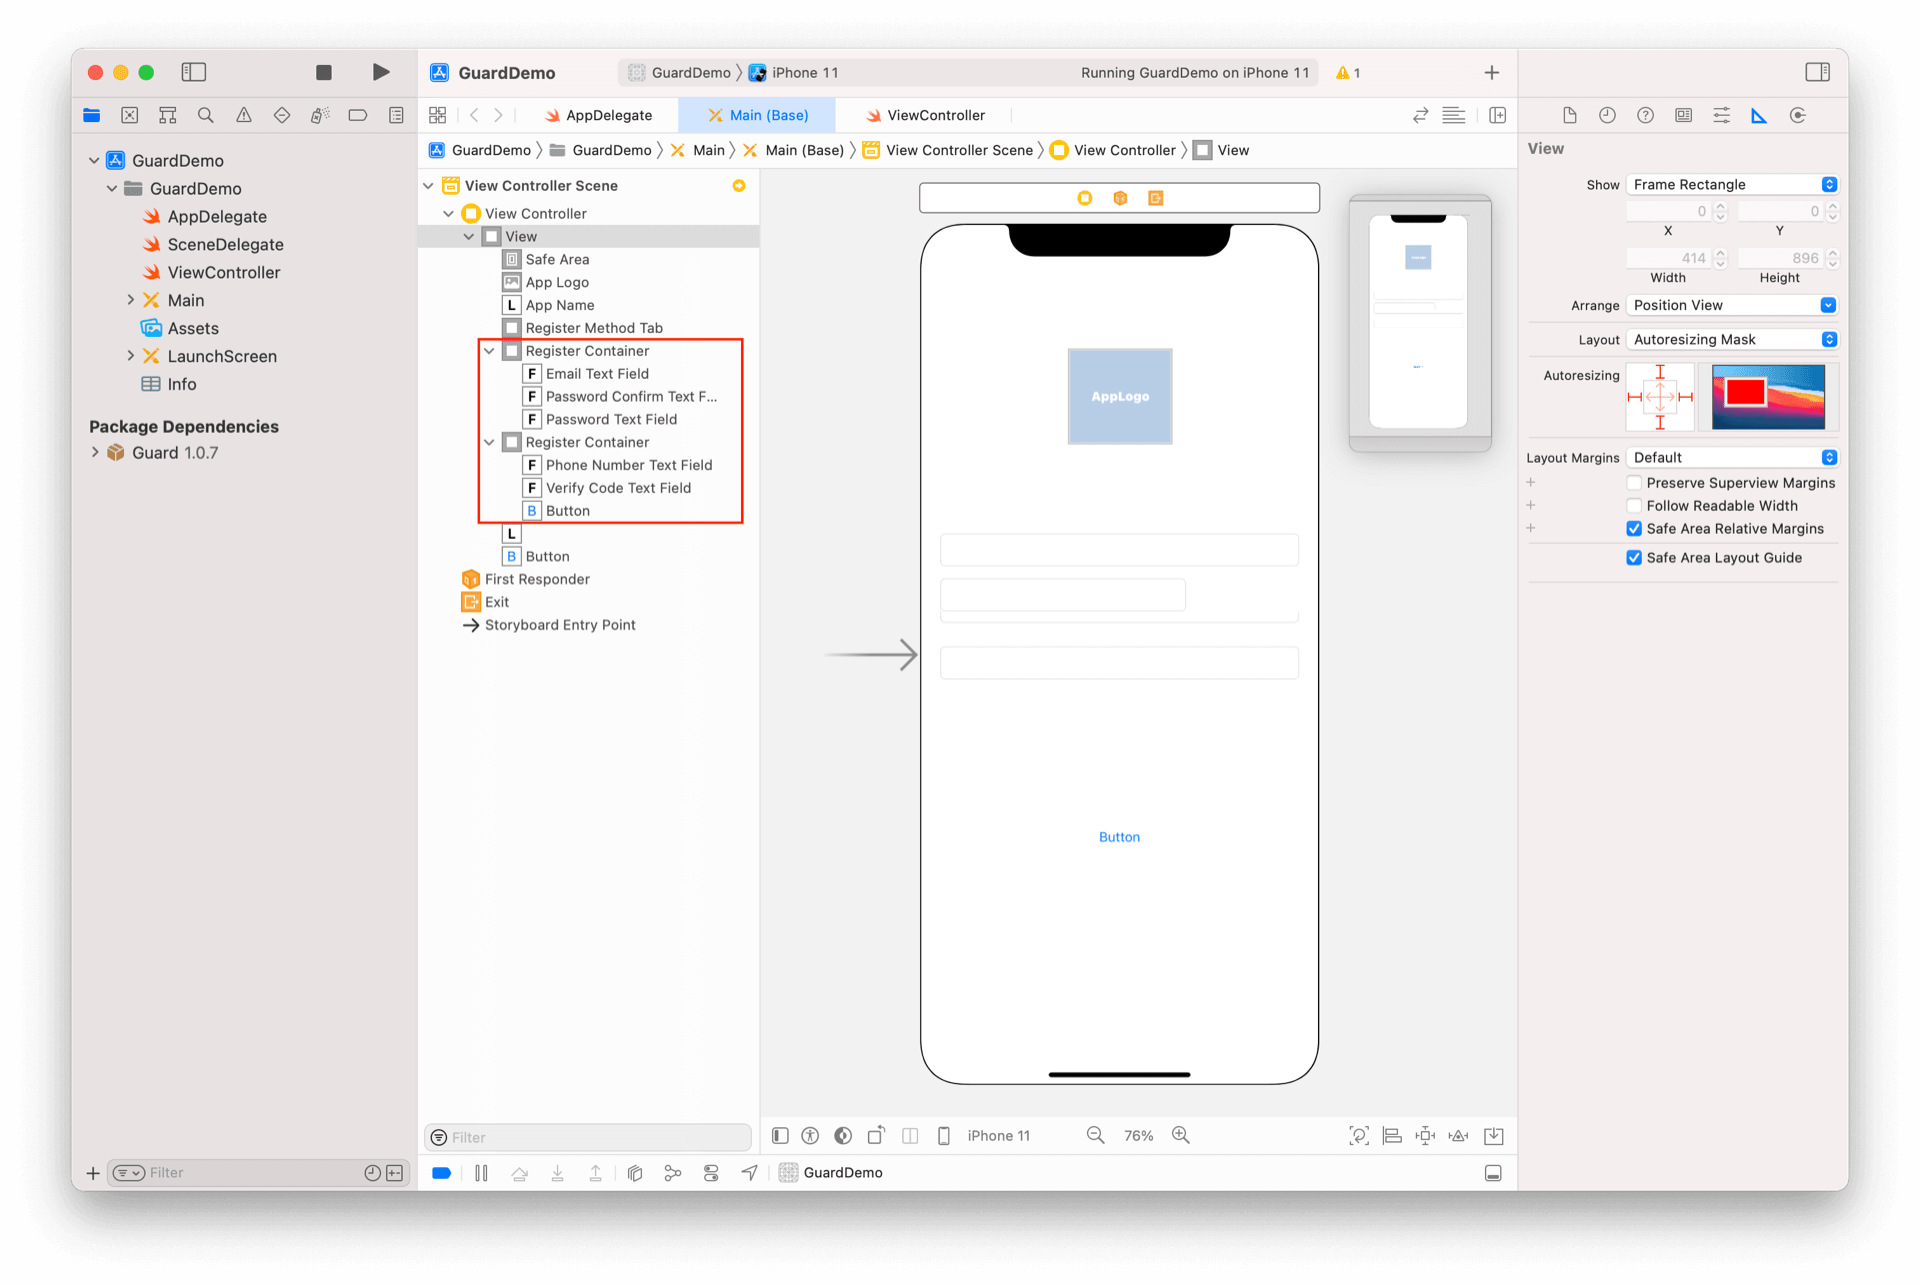 GuardDemo
GuardDemo
iPhone 11
Running GuardDemo on iPhone 11
1
AppDelegate
Main (Base)
ViewController
GuardDemo
GuardDemo
Main
Main (Base)
View Controller Scene
View Controller
View
GuardDemo
GuardDemo
AppDelegate
SceneDelegate
ViewController
Main
Assets
LaunchScreen
Info
Package Dependencies
Guard 1.0.7
Filter
View Controller Scene
View Controller
View
Safe Area
App Logo
L App Name
Register Method Tab
Register Container
F Email Text Field
F Password Confirm Text F...
F Password Text Field
Register Container
F Phone Number Text Field
F Verify Code Text Field
B Button
L
B Button
First Responder
Exit
Storyboard Entry Point
Filter
AppLogo
Button
iPhone 11
76%
GuardDemo
View
Show Frame Rectangle
0 0
X Y
414 896
Width Height
Arrange Position View
Layout Autoresizing Mask
Autoresizing
Layout Margins Default
Preserve Superview Margins
Follow Readable Width
Safe Area Relative Margins
Safe Area Layout Guide